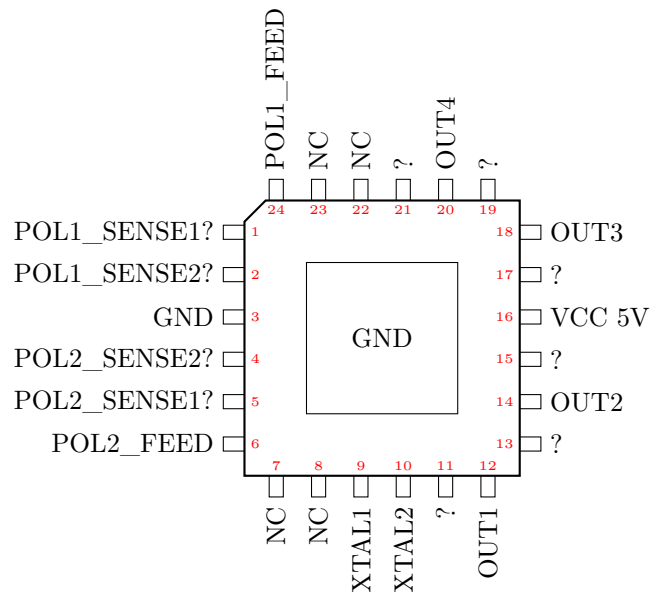 POL1_FEED
NC
NC
?
OUT4
?
24
23
22
21
20
19
POL1_SENSE1?
1
18
OUT3
POL1_SENSE2?
2
17
?
GND
3
GND
16
VCC 5V
POL2_SENSE2?
4
15
?
POL2_SENSE1?
5
14
OUT2
POL2_FEED
6
13
?
7
8
9
10
11
12
NC
NC
XTAL1
XTAL2
?
OUT1